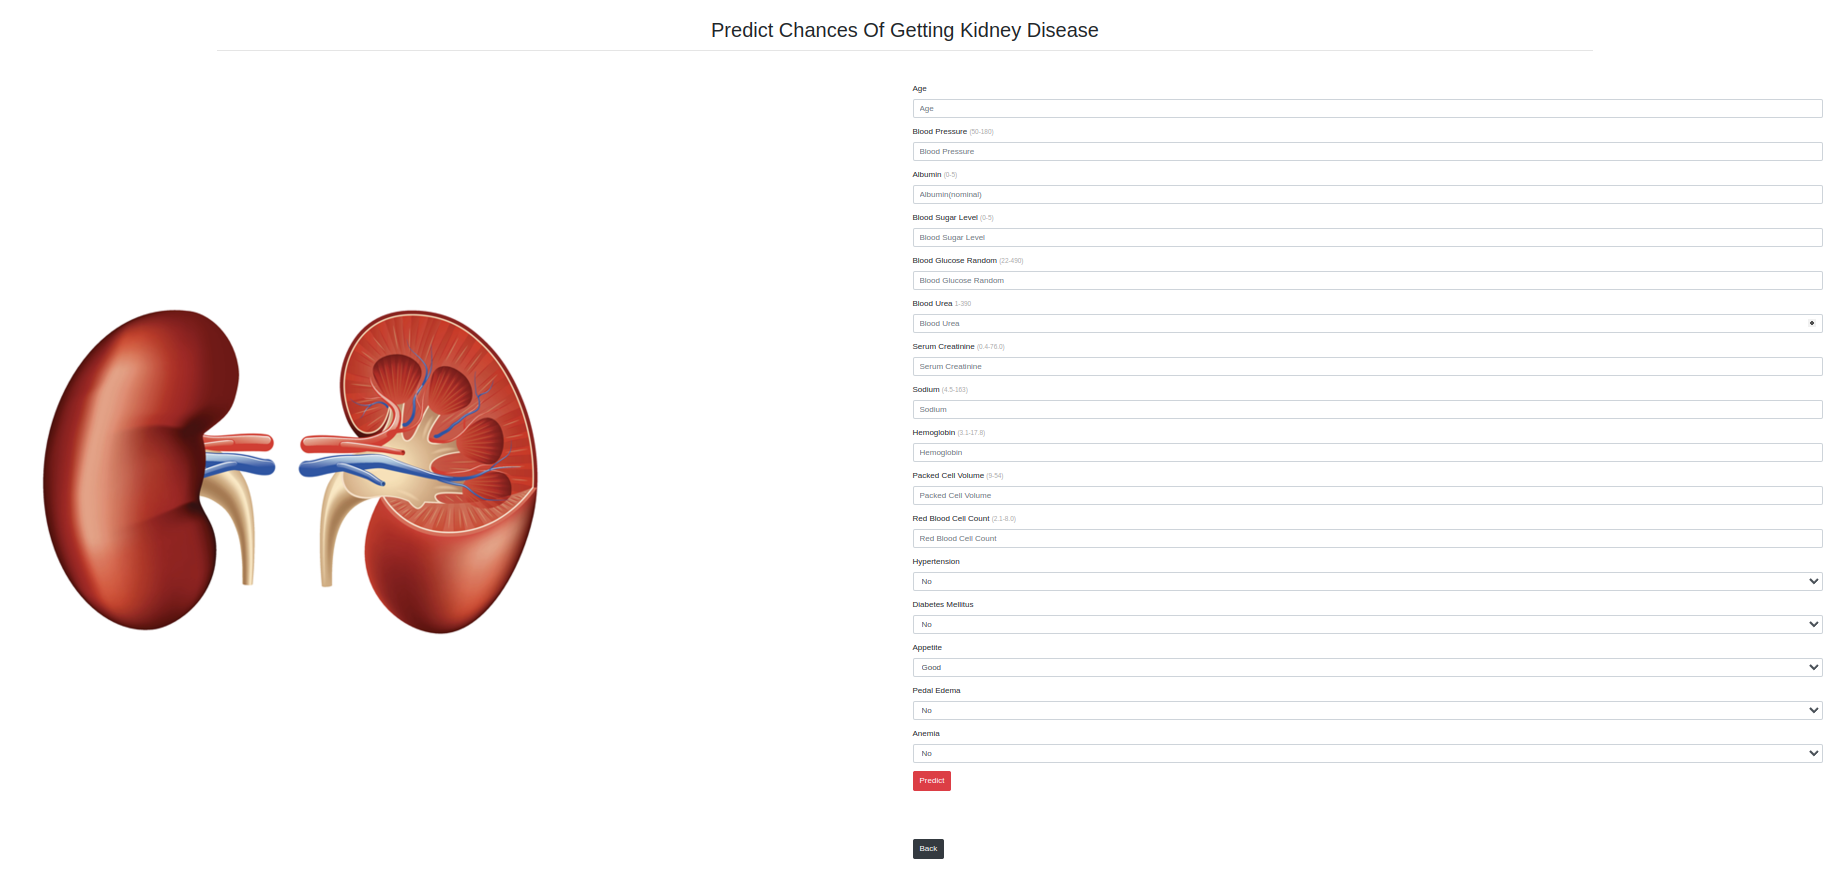 Predict Chances Of Getting Kidney Disease
Age
Age
Blood Pressure (50-180)
Blood Pressure
Albumin (0-5)
Albumin(nominal)
Blood Sugar Level (0-5)
Blood Sugar Level
Blood Glucose Random (22-490)
Blood Glucose Random
Blood Urea 1-390
Blood Urea
Serum Creatinine (0.4-76.0)
Serum Creatinine
Sodium (4.5-163)
Sodium
Hemoglobin (3.1-17.8)
Hemoglobin
Packed Cell Volume (9-54)
Packed Cell Volume
Red Blood Cell Count (2.1-8.0)
Red Blood Cell Count
Hypertension
No
Diabetes Mellitus
No
Appetite
Good
Pedal Edema
No
Anemia
No
Predict
Back